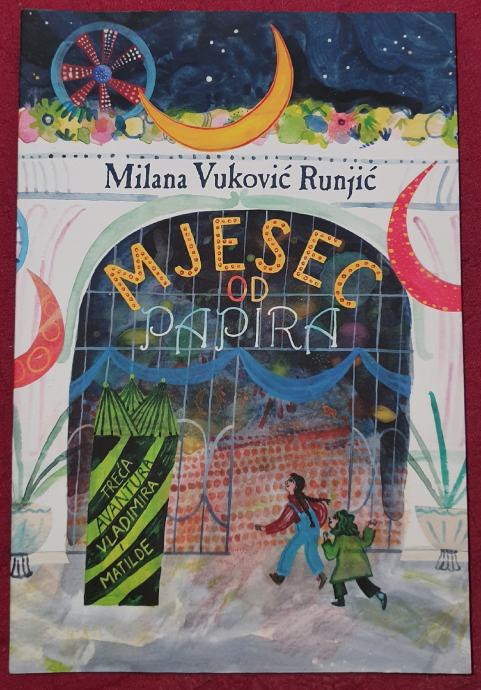 Milana Vuković Runjić
MJESEC
OD
PAPIRA
TREĆA
AVANTURA
VLADIMIRA
I
MATILDE